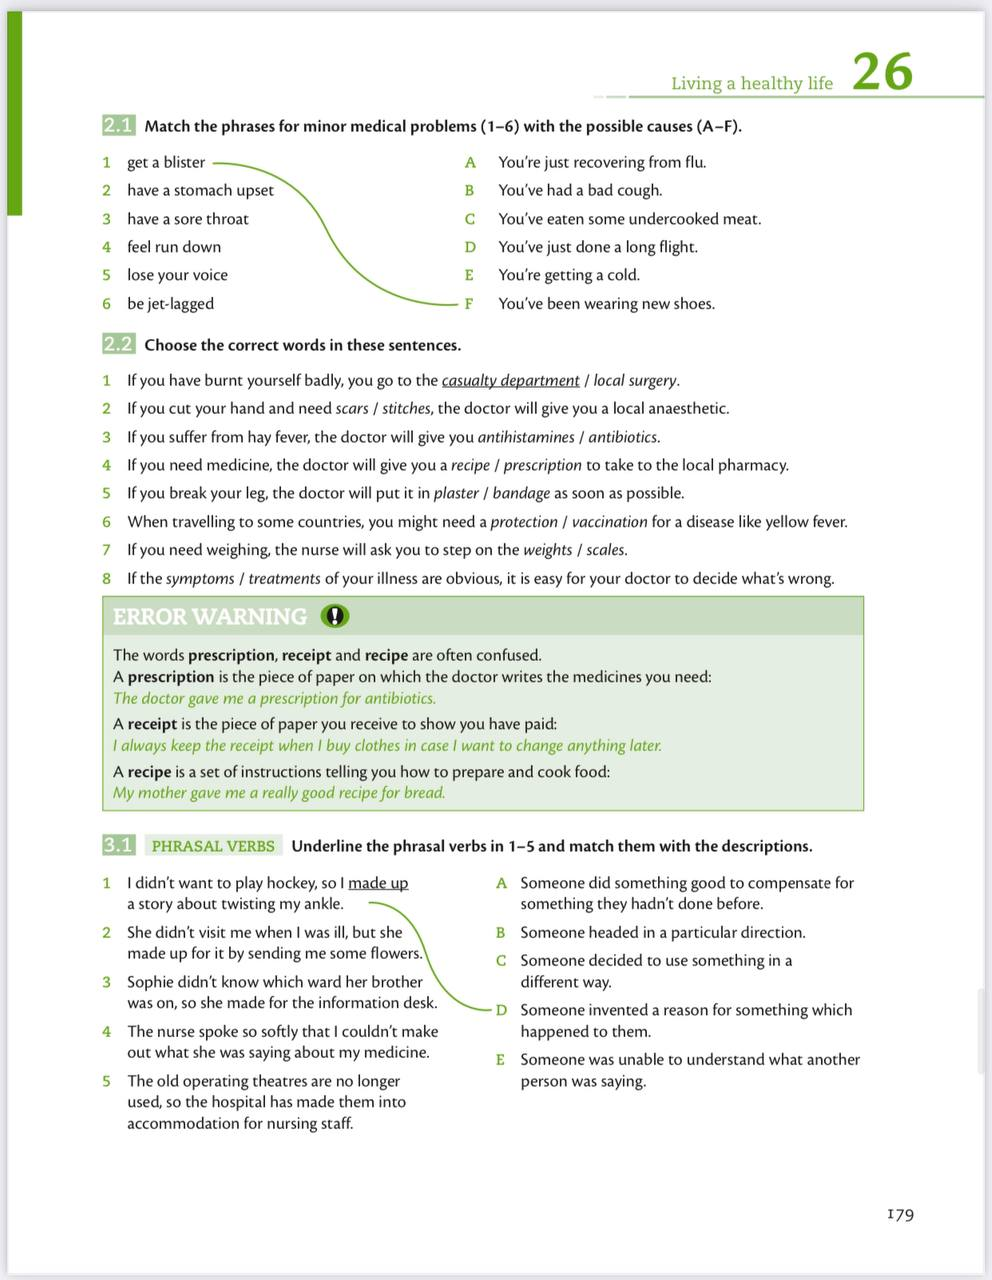 Living a healthy life 26
2.1 Match the phrases for minor medical problems (1–6) with the possible causes (A–F).
1 get a blister
2 have a stomach upset
3 have a sore throat
4 feel run down
5 lose your voice
6 be jet-lagged
A You're just recovering from flu.
B You've had a bad cough.
C You've eaten some undercooked meat.
D You've just done a long flight.
E You're getting a cold.
F You've been wearing new shoes.
2.2 Choose the correct words in these sentences.
1 If you have burnt yourself badly, you go to the casualty department / local surgery.
2 If you cut your hand and need scars / stitches, the doctor will give you a local anaesthetic.
3 If you suffer from hay fever, the doctor will give you antihistamines / antibiotics.
4 If you need medicine, the doctor will give you a recipe / prescription to take to the local pharmacy.
5 If you break your leg, the doctor will put it in plaster / bandage as soon as possible.
6 When travelling to some countries, you might need a protection / vaccination for a disease like yellow fever.
7 If you need weighing, the nurse will ask you to step on the weights / scales.
8 If the symptoms / treatments of your illness are obvious, it is easy for your doctor to decide what's wrong.
ERROR WARNING !
The words prescription, receipt and recipe are often confused.
A prescription is the piece of paper on which the doctor writes the medicines you need:
The doctor gave me a prescription for antibiotics.
A receipt is the piece of paper you receive to show you have paid:
I always keep the receipt when I buy clothes in case I want to change anything later.
A recipe is a set of instructions telling you how to prepare and cook food:
My mother gave me a really good recipe for bread.
3.1 PHRASAL VERBS Underline the phrasal verbs in 1–5 and match them with the descriptions.
1 I didn't want to play hockey, so I made up
a story about twisting my ankle.
2 She didn't visit me when I was ill, but she
made up for it by sending me some flowers.
3 Sophie didn't know which ward her brother
was on, so she made for the information desk.
4 The nurse spoke so softly that I couldn't make
out what she was saying about my medicine.
5 The old operating theatres are no longer
used, so the hospital has made them into
accommodation for nursing staff.
A Someone did something good to compensate for
something they hadn't done before.
B Someone headed in a particular direction.
C Someone decided to use something in a
different way.
D Someone invented a reason for something which
happened to them.
E Someone was unable to understand what another
person was saying.
179